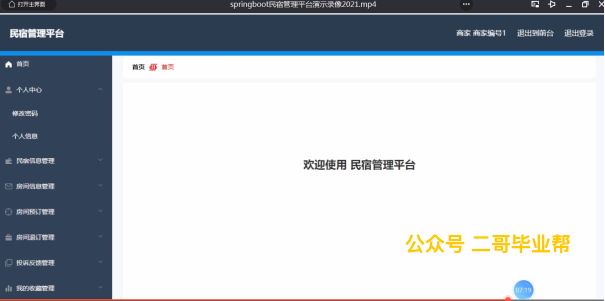 打开主界面
springboot民宿管理平台演示录像2021.mp4
民宿管理平台
商家 商家编号1 退出到前台 退出登录
首页
首页 首页
个人中心
修改密码
个人信息
民宿信息管理
欢迎使用 民宿管理平台
房间信息管理
房间预订管理
房间退订管理
公众号 二哥毕业帮
投诉反馈管理
我的收藏管理
07:19